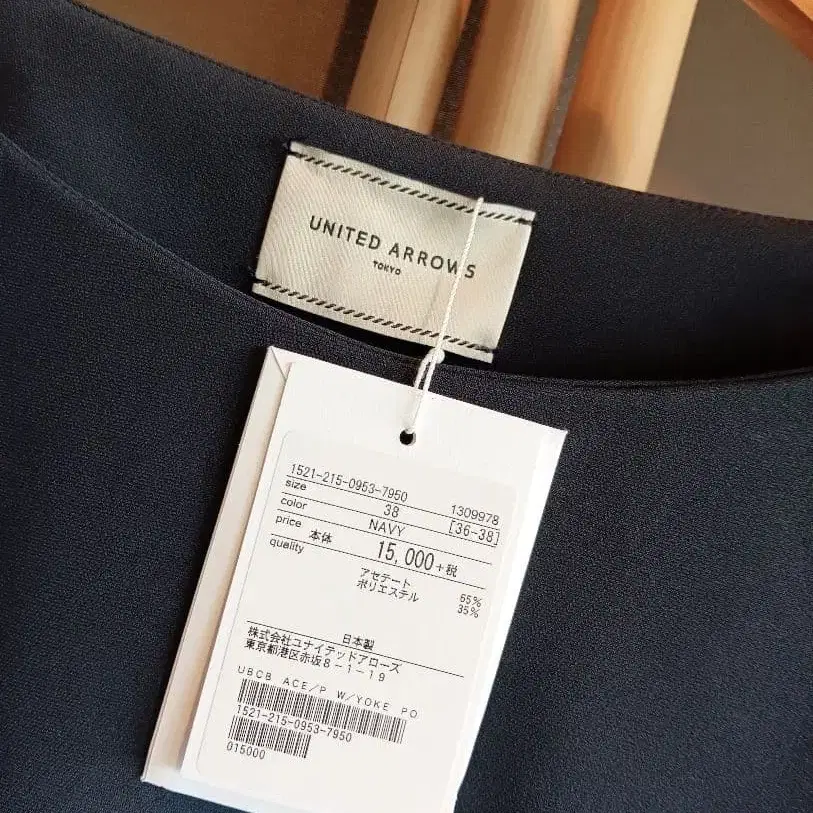 UNITED ARROWS
TOKYO
1521-215-0953-7950
size 38 1309978
color NAVY [36-38]
price 本体 15,000+税
quality
アセテート 65%
ポリエステル 35%
日本製
株式会社ユナイテッドアローズ
東京都港区赤坂8-1-19
UBCB ACE/P W/YOKE PO
1521-215-0953-7950
015000